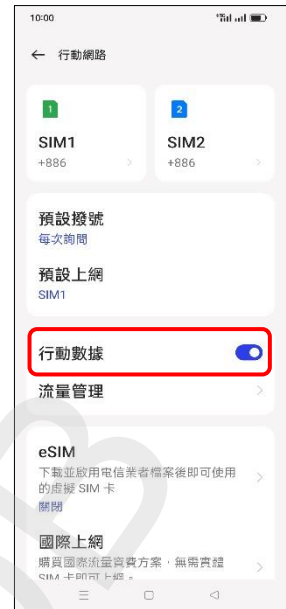 10:00
← 行動網路
1
2
SIM1
SIM2
+886
+886
預設撥號
每次詢問
預設上網
SIM1
行動數據
流量管理
eSIM
下載並啟用電信業者檔案後即可使用
的虛擬 SIM 卡
關閉
國際上網
購買國際流量資費方案，無需實體
SIM 卡即可上網。